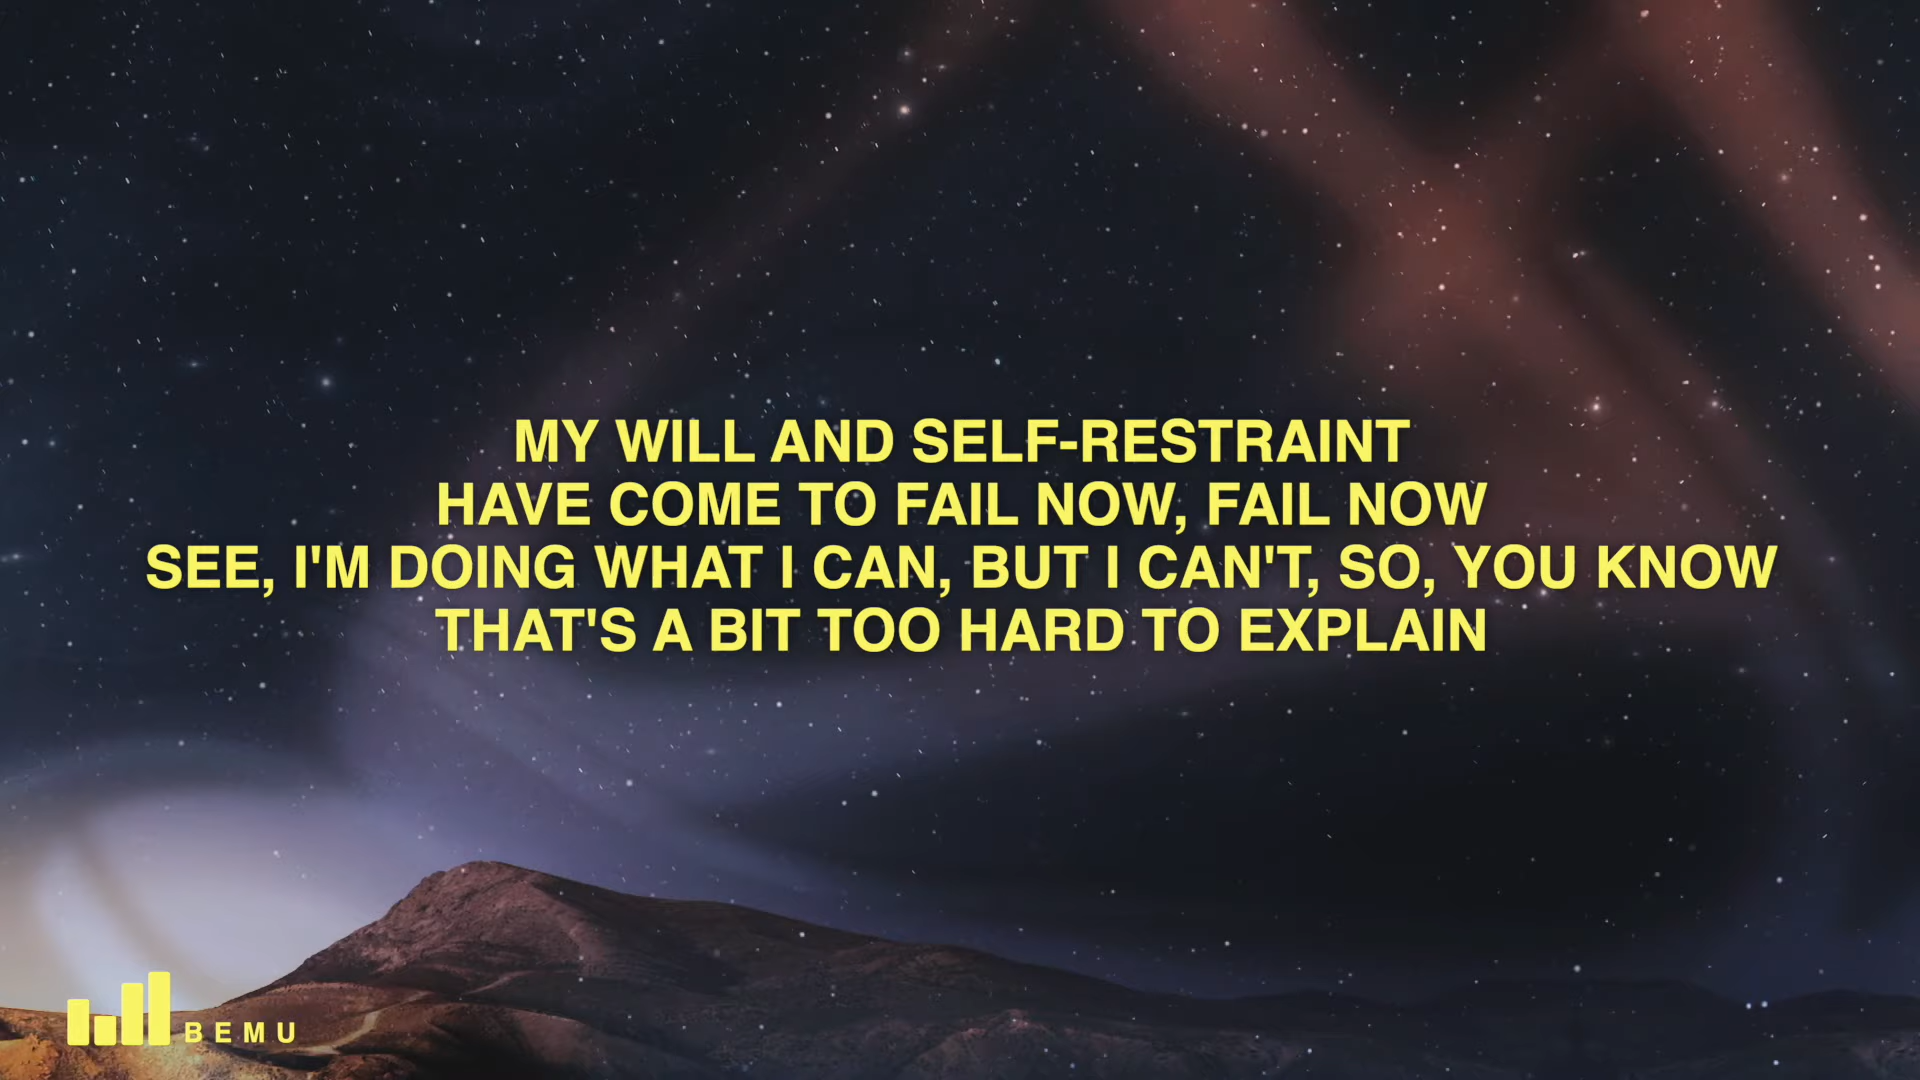 MY WILL AND SELF-RESTRAINT
HAVE COME TO FAIL NOW, FAIL NOW
SEE, I'M DOING WHAT I CAN, BUT I CAN'T, SO, YOU KNOW
THAT'S A BIT TOO HARD TO EXPLAIN
BEMU